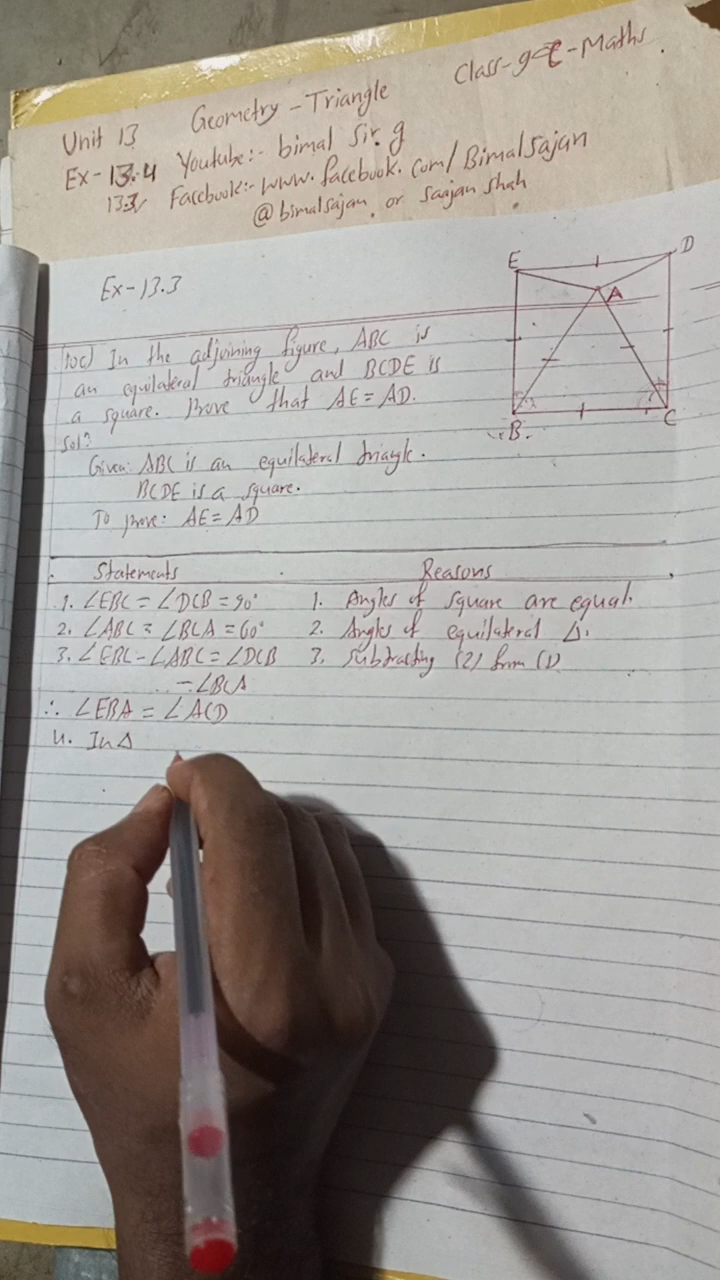 Class-9 - Maths
Unit 13 Geometry - Triangle
Ex-13.4 Youtube:- bimal Sir. g
13.3/ Facebook:- www.facebook.com/Bimalsajan
@bimalsajan or Saajan Shah
Ex-13.3
E
D
A
B
C
10c) In the adjoining figure, ABC is
an equilateral triangle and BCDE is
a square. Prove that AE = AD.
Solⁿ
Given: ABC is an equilateral triangle.
BCDE is a square.
To prove: AE = AD
Statements Reasons
1. ∠EBC = ∠DCB = 90° 1. Angles of square are equal.
2. ∠ABC = ∠BCA = 60° 2. Angles of equilateral Δ.
3. ∠EBC - ∠ABC = ∠DCB 3. Subtracting (2) from (1)
- ∠BCA
∴ ∠EBA = ∠ACD
4. In Δ